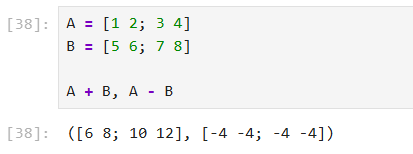 [38]: A = [1 2; 3 4]
B = [5 6; 7 8]
A + B, A - B
[38]: ([6 8; 10 12], [-4 -4; -4 -4])